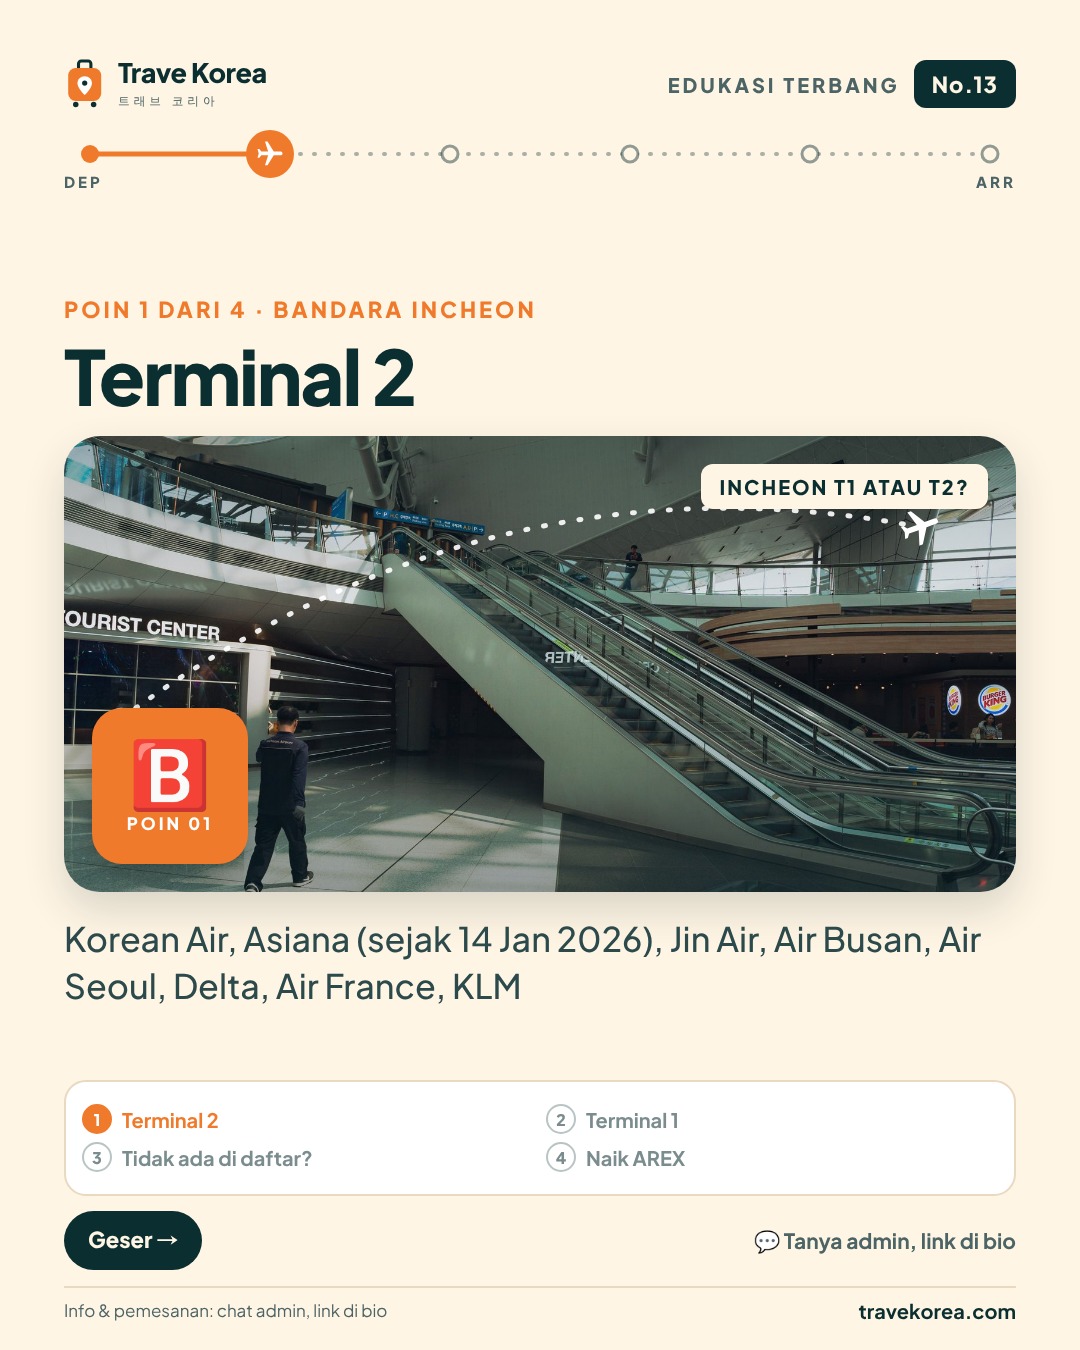 Trave Korea
트래브 코리아
EDUKASI TERBANG
No.13
DEP
ARR
POIN 1 DARI 4 · BANDARA INCHEON
Terminal 2
INCHEON T1 ATAU T2?
OURIST CENTER
BURGER KING
B
POIN 01
Korean Air, Asiana (sejak 14 Jan 2026), Jin Air, Air Busan, Air
Seoul, Delta, Air France, KLM
1 Terminal 2
2 Terminal 1
3 Tidak ada di daftar?
4 Naik AREX
Geser →
💬 Tanya admin, link di bio
Info & pemesanan: chat admin, link di bio
travekorea.com